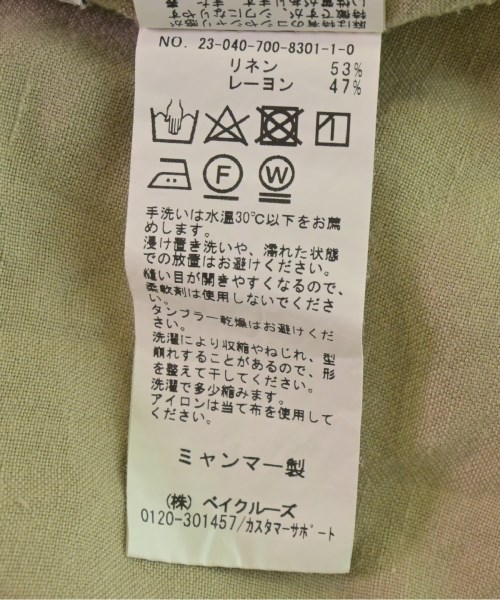 NO. 23-040-700-8301-1-0
リネン 53%
レーヨン 47%
F
W
手洗いは水温30℃以下をお薦
めします。
浸け置き洗いや、濡れた状態
での放置はお避けください。
縫い目が開きやすくなるので、
柔軟剤は使用しないでくださ
い。
タンブラー乾燥はお避けくだ
さい。
洗濯により収縮やねじれ、型
崩れすることがあるので、形
を整えて干してください。
洗濯で多少縮みます。
アイロンは当て布を使用して
ください。
ミャンマー製
(株) ベイクルーズ
0120-301457/カスタマーサポート